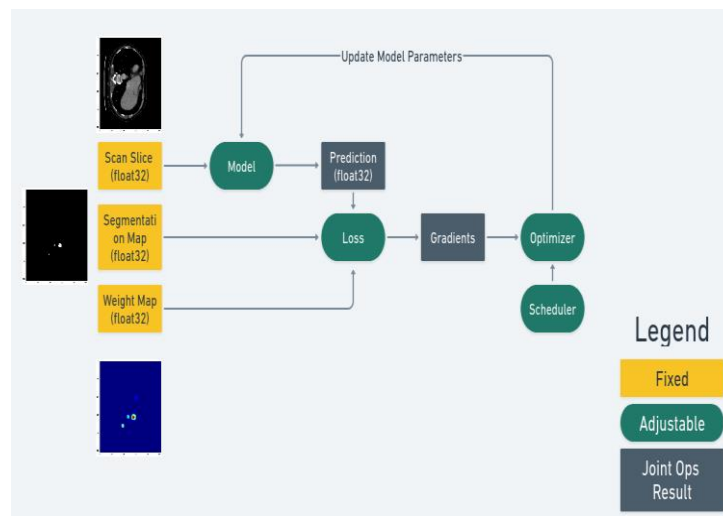 Update Model Parameters
Scan Slice
(float32)
Model
Prediction
(float32)
Segmentati
on Map
(float32)
Loss
Gradients
Optimizer
Weight Map
(float32)
Scheduler
Legend
Fixed
Adjustable
Joint Ops
Result